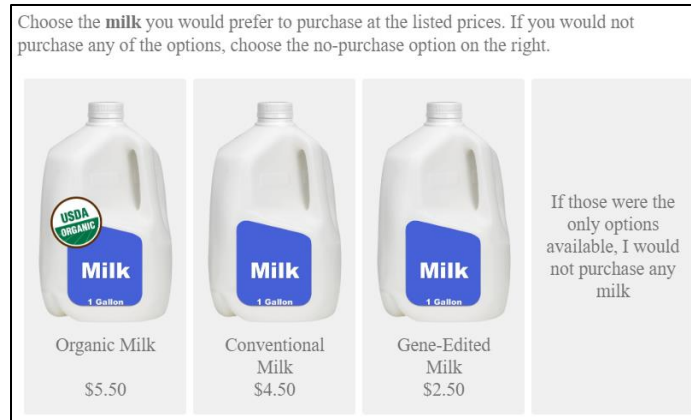 Choose the milk you would prefer to purchase at the listed prices. If you would not
purchase any of the options, choose the no-purchase option on the right.
USDA
ORGANIC
Milk
1 Gallon
Organic Milk
$5.50
Milk
1 Gallon
Conventional
Milk
$4.50
Milk
1 Gallon
Gene-Edited
Milk
$2.50
If those were the
only options
available, I would
not purchase any
milk